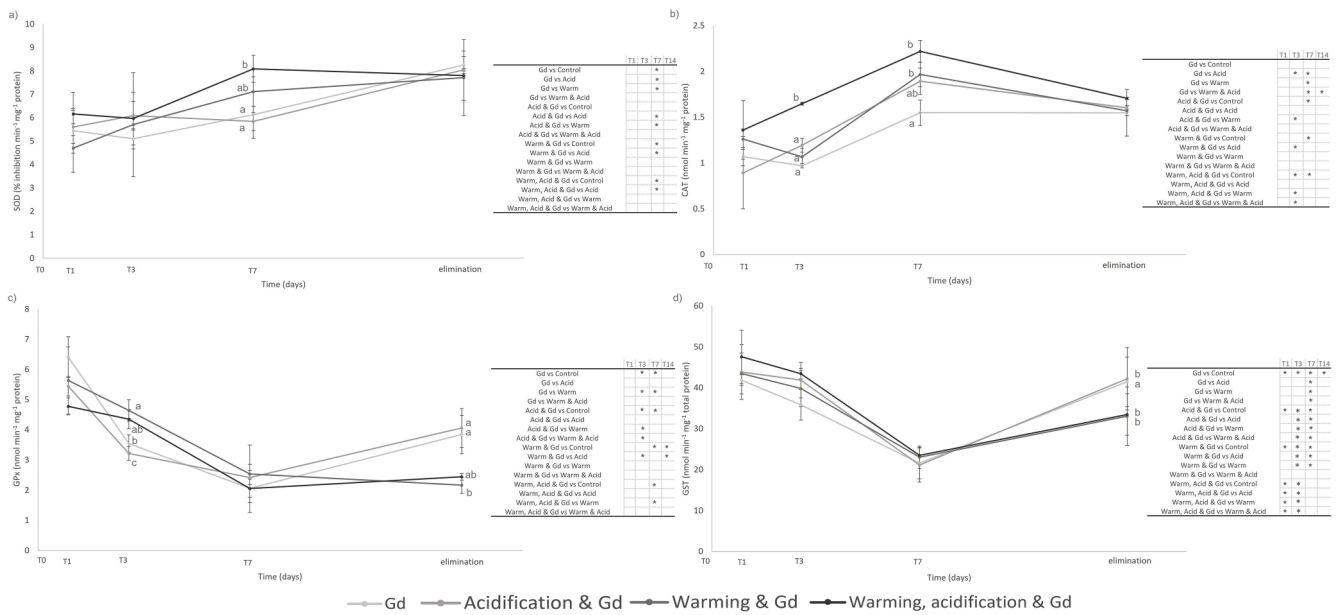 a)
10
9
8
7
6
5
4
3
2
1
0
SOD (% inhibition min⁻¹ mg⁻¹ protein)
b
ab
a
a
T0
T1
T3
T7
elimination
Time (days)
T1 T3 T7 T14
Gd vs Control *
Gd vs Acid *
Gd vs Warm *
Gd vs Warm & Acid
Acid & Gd vs Control
Acid & Gd vs Acid *
Acid & Gd vs Warm *
Acid & Gd vs Warm & Acid
Warm & Gd vs Control *
Warm & Gd vs Acid *
Warm & Gd vs Warm
Warm & Gd vs Warm & Acid
Warm, Acid & Gd vs Control *
Warm, Acid & Gd vs Acid *
Warm, Acid & Gd vs Warm
Warm, Acid & Gd vs Warm & Acid
b)
2.5
2
1.5
1
0.5
0
CAT (nmol min⁻¹ mg⁻¹ protein)
b
a
a
a
b
b
ab
a
T0
T1
T3
T7
elimination
Time (days)
T1 T3 T7 T14
Gd vs Control
Gd vs Acid * *
Gd vs Warm *
Gd vs Warm & Acid * *
Acid & Gd vs Control *
Acid & Gd vs Acid
Acid & Gd vs Warm *
Acid & Gd vs Warm & Acid
Warm & Gd vs Control *
Warm & Gd vs Acid *
Warm & Gd vs Warm
Warm & Gd vs Warm & Acid
Warm, Acid & Gd vs Control * *
Warm, Acid & Gd vs Acid
Warm, Acid & Gd vs Warm *
Warm, Acid & Gd vs Warm & Acid *
c)
8
7
6
5
4
3
2
1
0
GPx (nmol min⁻¹ mg⁻¹ protein)
a
ab
b
c
a
a
ab
b
T0
T1
T3
T7
elimination
Time (days)
T1 T3 T7 T14
Gd vs Control * *
Gd vs Acid
Gd vs Warm * *
Gd vs Warm & Acid
Acid & Gd vs Control * *
Acid & Gd vs Acid
Acid & Gd vs Warm *
Acid & Gd vs Warm & Acid *
Warm & Gd vs Control * *
Warm & Gd vs Acid * *
Warm & Gd vs Warm
Warm & Gd vs Warm & Acid
Warm, Acid & Gd vs Control *
Warm, Acid & Gd vs Acid
Warm, Acid & Gd vs Warm *
Warm, Acid & Gd vs Warm & Acid
d)
60
50
40
30
20
10
0
GST (nmol min⁻¹ mg⁻¹ total protein)
b
a
b
b
T0
T1
T3
T7
elimination
Time (days)
T1 T3 T7 T14
Gd vs Control * * * *
Gd vs Acid *
Gd vs Warm *
Gd vs Warm & Acid *
Acid & Gd vs Control * * *
Acid & Gd vs Acid * *
Acid & Gd vs Warm * *
Acid & Gd vs Warm & Acid * *
Warm & Gd vs Control * * *
Warm & Gd vs Acid * *
Warm & Gd vs Warm * *
Warm & Gd vs Warm & Acid
Warm, Acid & Gd vs Control * *
Warm, Acid & Gd vs Acid * *
Warm, Acid & Gd vs Warm * *
Warm, Acid & Gd vs Warm & Acid * *
Gd Acidification & Gd Warming & Gd Warming, acidification & Gd